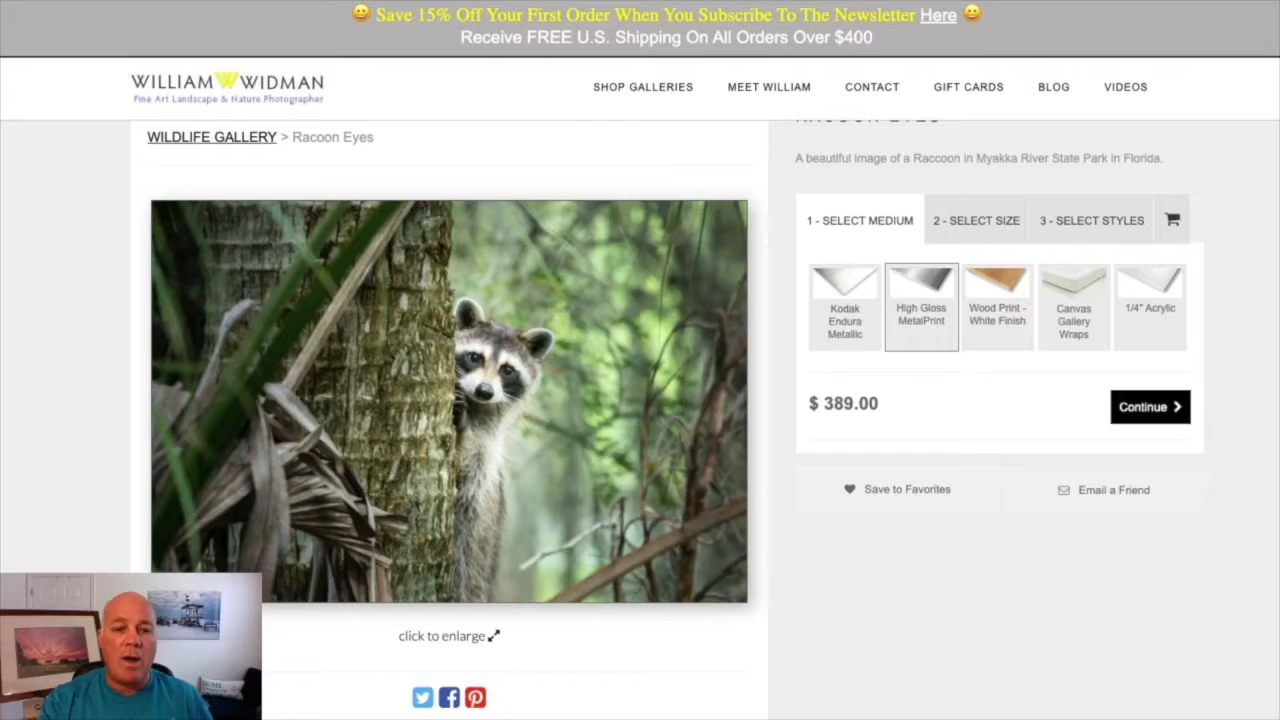 😀 Save 15% Off Your First Order When You Subscribe To The Newsletter Here 😀
Receive FREE U.S. Shipping On All Orders Over $400
WILLIAM W WIDMAN
Fine Art Landscape & Nature Photographer
SHOP GALLERIES
MEET WILLIAM
CONTACT
GIFT CARDS
BLOG
VIDEOS
WILDLIFE GALLERY > Racoon Eyes
A beautiful image of a Raccoon in Myakka River State Park in Florida.
1 - SELECT MEDIUM
2 - SELECT SIZE
3 - SELECT STYLES
Kodak
Endura
Metallic
High Gloss
MetalPrint
Wood Print -
White Finish
Canvas
Gallery
Wraps
1/4" Acrylic
$ 389.00
Continue
Save to Favorites
Email a Friend
click to enlarge
HOME